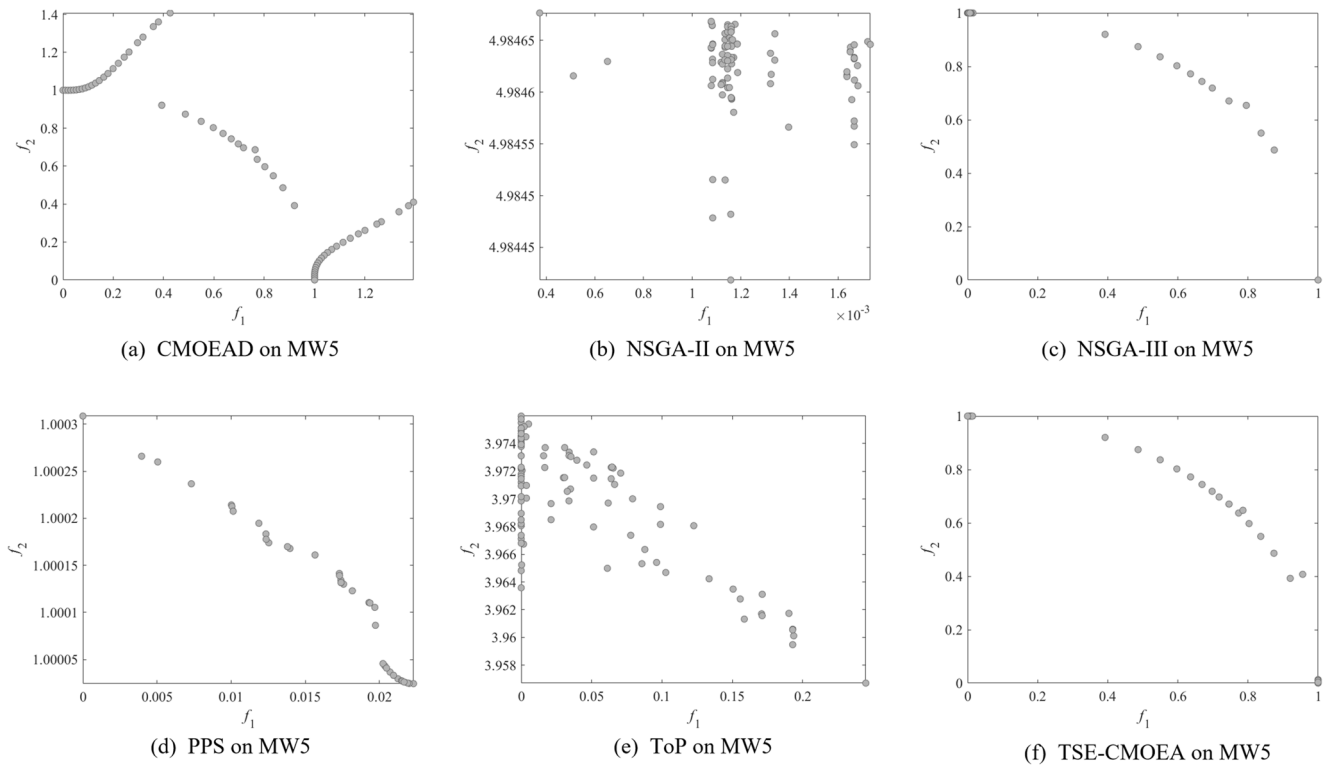 1.4
1.2
1
0.8
0.6
0.4
0.2
0
f2
0 0.2 0.4 0.6 0.8 1 1.2
f1
(a) CMOEAD on MW5
4.98465
4.9846
4.98455
4.9845
4.98445
f2
0.4 0.6 0.8 1 1.2 1.4 1.6
f1
×10-3
(b) NSGA-II on MW5
1
0.8
0.6
0.4
0.2
0
f2
0 0.2 0.4 0.6 0.8 1
f1
(c) NSGA-III on MW5
1.0003
1.00025
1.0002
1.00015
1.0001
1.00005
f2
0 0.005 0.01 0.015 0.02
f1
(d) PPS on MW5
3.974
3.972
3.97
3.968
3.966
3.964
3.962
3.96
3.958
f2
0 0.05 0.1 0.15 0.2
f1
(e) ToP on MW5
1
0.8
0.6
0.4
0.2
0
f2
0 0.2 0.4 0.6 0.8 1
f1
(f) TSE-CMOEA on MW5